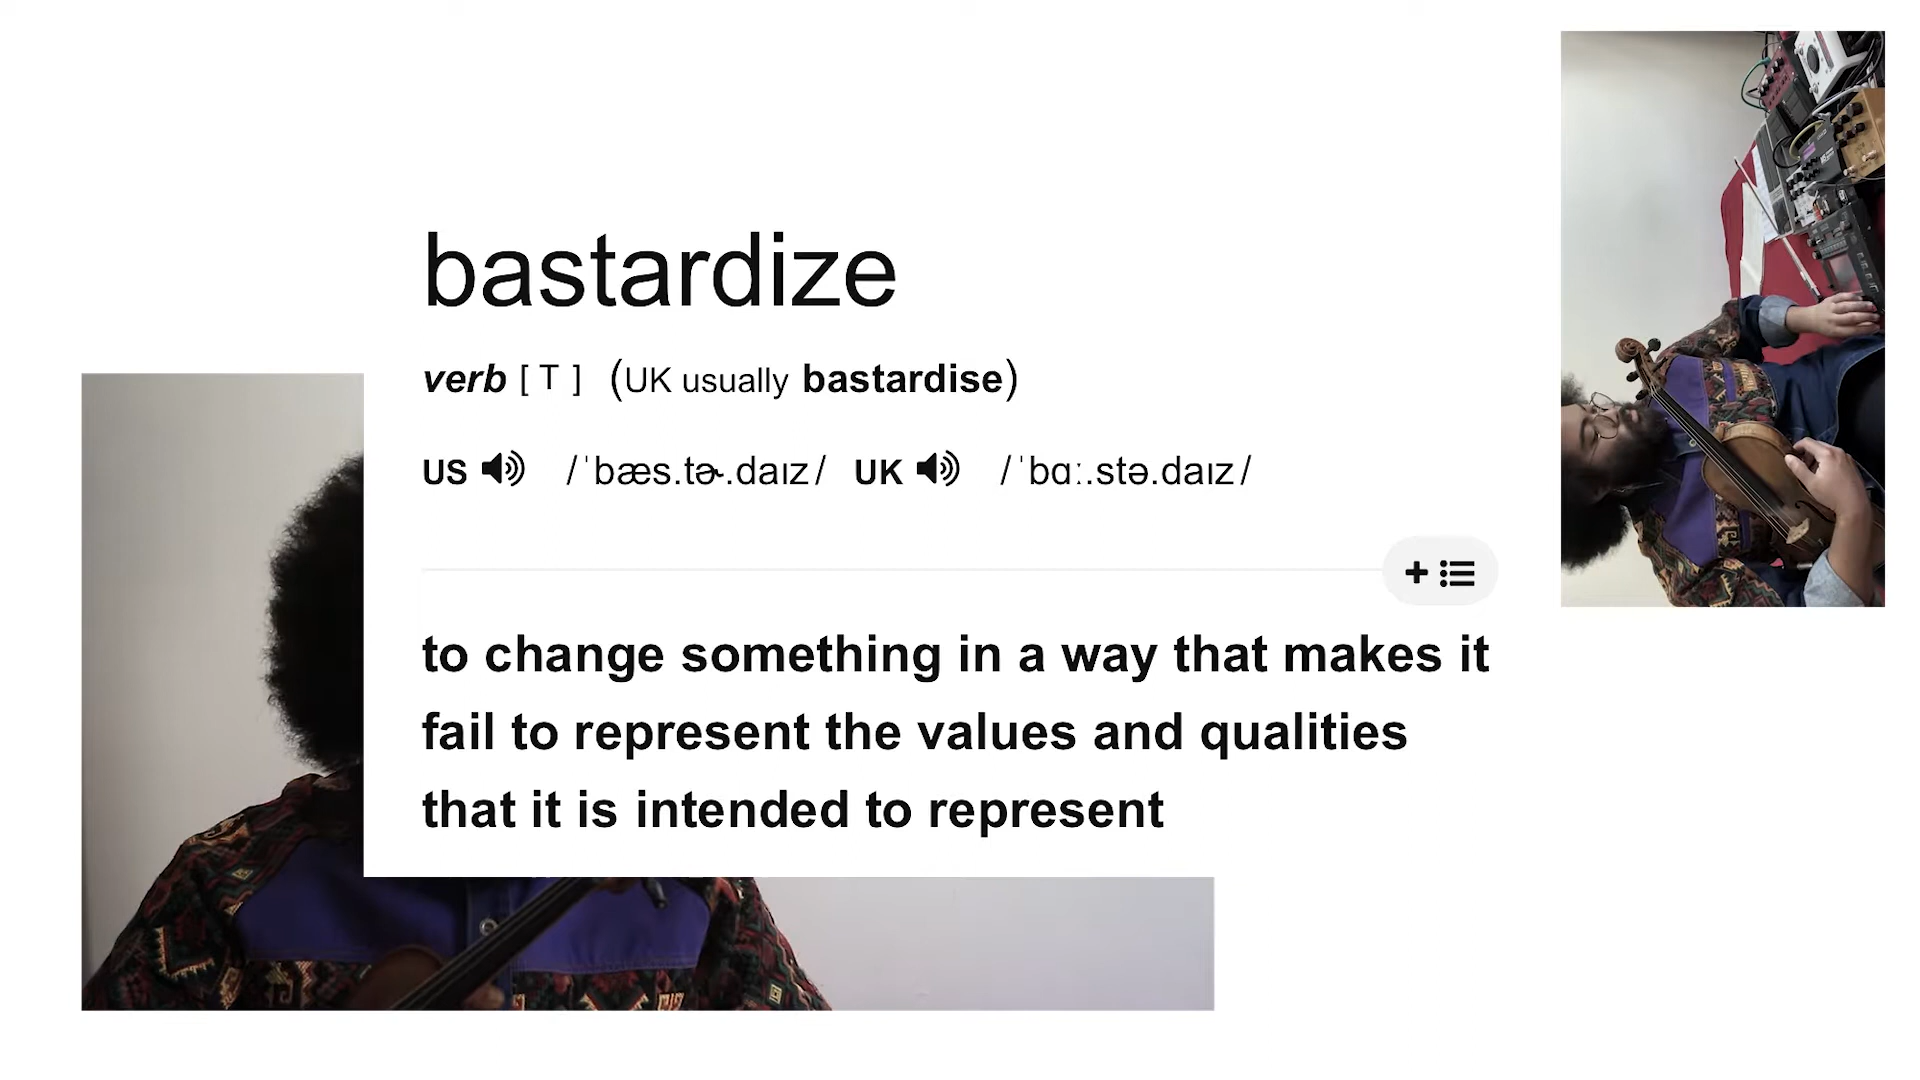 bastardize
verb [ T ] (UK usually bastardise)
US /ˈbæs.tɚ.daɪz/ UK /ˈbɑː.stə.daɪz/
to change something in a way that makes it
fail to represent the values and qualities
that it is intended to represent